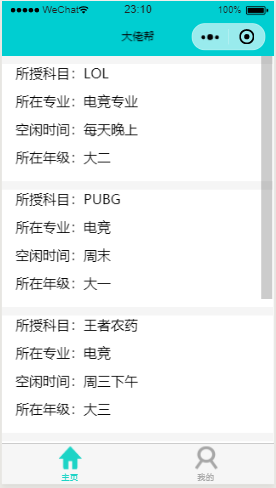 WeChat 23:10 100%
大佬帮
所授科目：LOL
所在专业：电竞专业
空闲时间：每天晚上
所在年级：大二
所授科目：PUBG
所在专业：电竞
空闲时间：周末
所在年级：大一
所授科目：王者农药
所在专业：电竞
空闲时间：周三下午
所在年级：大三
主页 我的